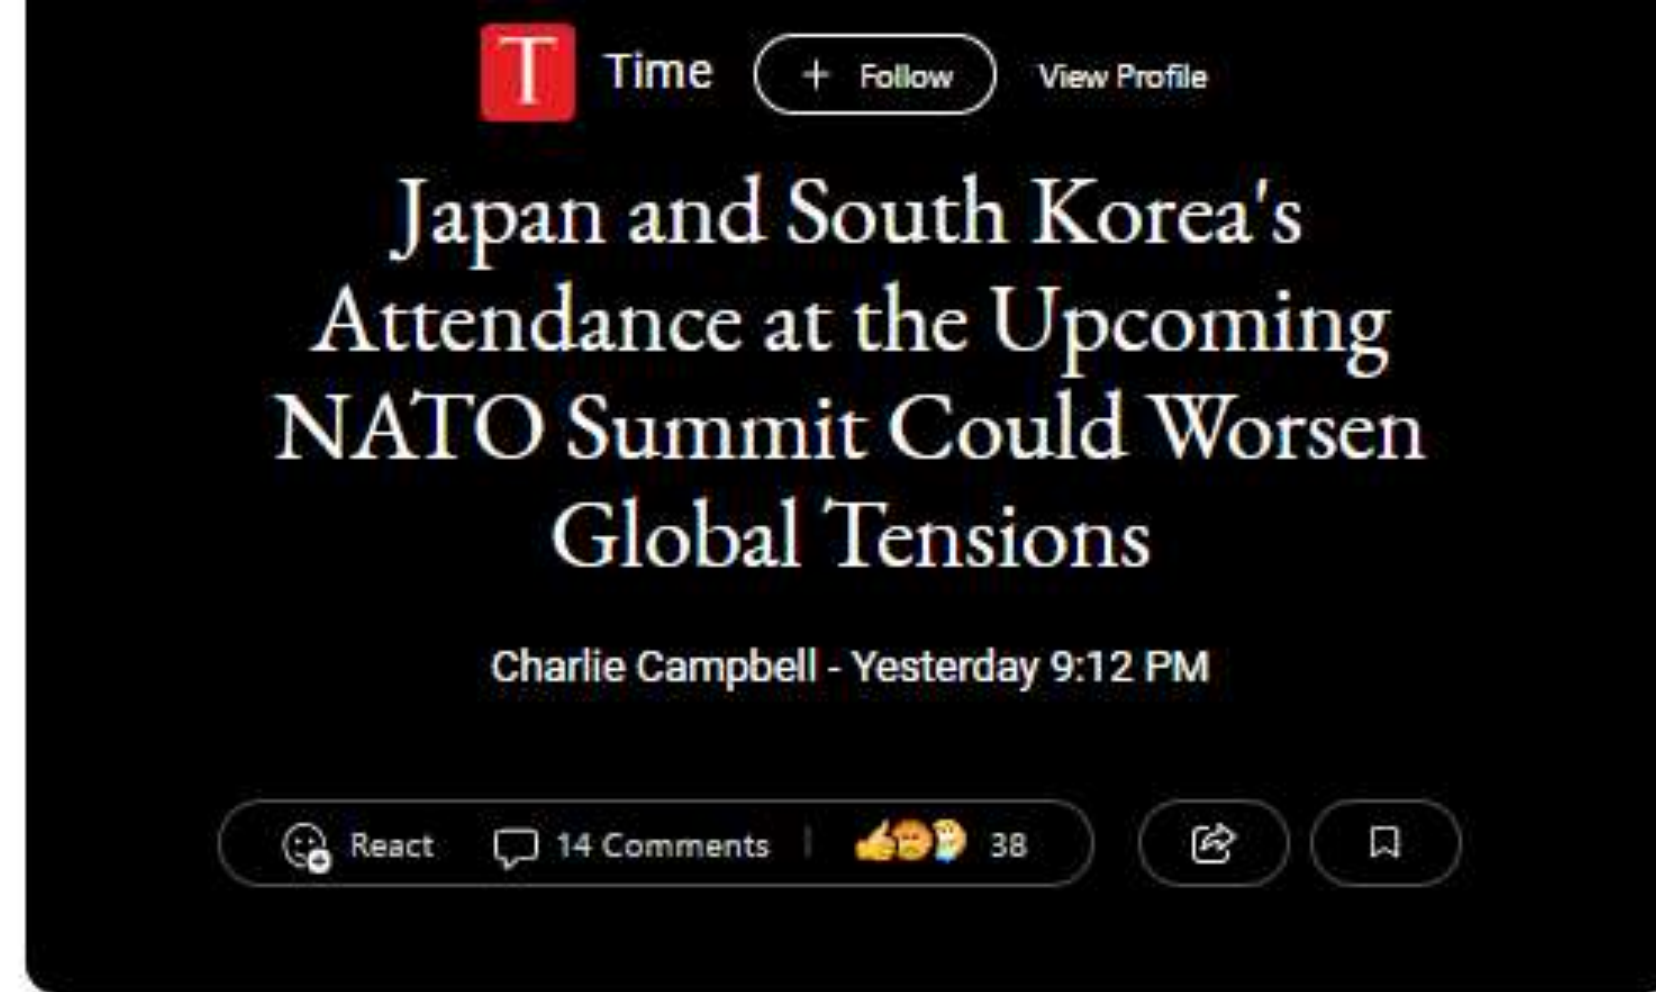 T Time + Follow View Profile
Japan and South Korea's
Attendance at the Upcoming
NATO Summit Could Worsen
Global Tensions
Charlie Campbell - Yesterday 9:12 PM
React 14 Comments | 38